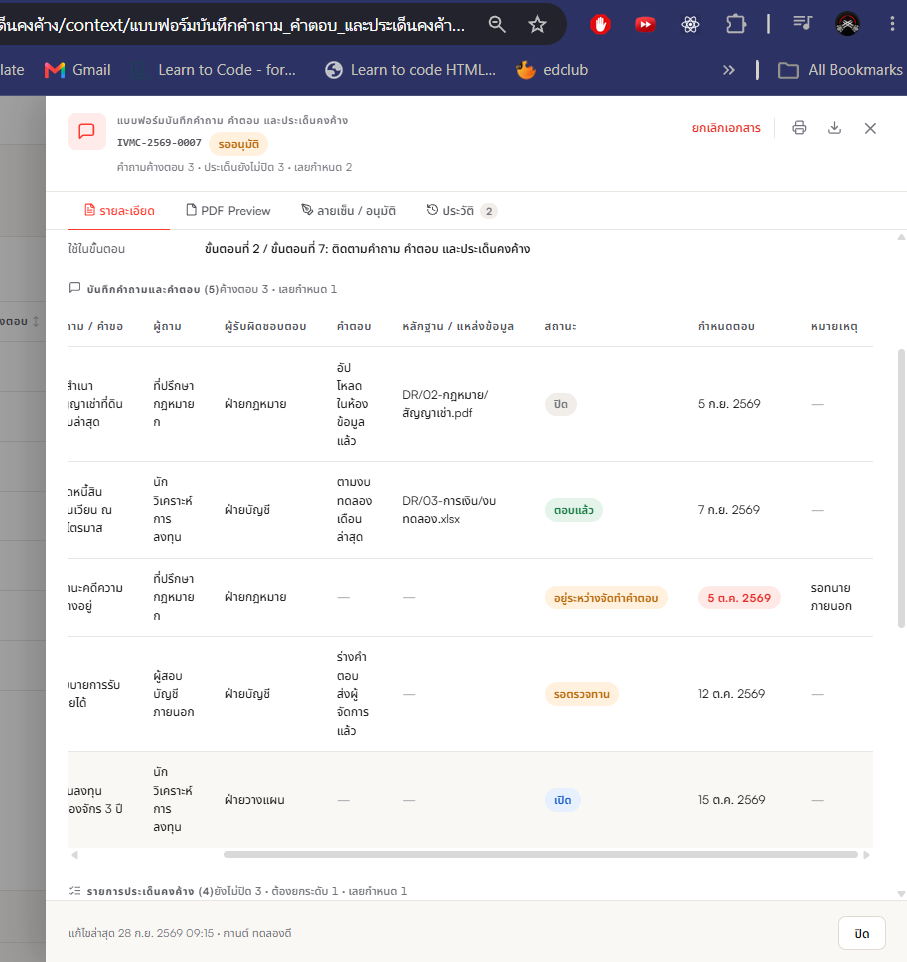 ด็นคงค้าง/context/แบบฟอร์มบันทึกคำถาม_คำตอบ_และประเด็นคงค้า...
late Gmail Learn to Code - for... Learn to code HTML... edclub » All Bookmarks
แบบฟอร์มบันทึกคำถาม คำตอบ และประเด็นคงค้าง
IVMC-2569-0007 รออนุมัติ
คำถามค้างตอบ 3 · ประเด็นยังไม่ปิด 3 · เลยกำหนด 2
ยกเลิกเอกสาร
รายละเอียด PDF Preview ลายเซ็น / อนุมัติ ประวัติ 2
ใช้ในขั้นตอน ขั้นตอนที่ 2 / ขั้นตอนที่ 7: ติดตามคำถาม คำตอบ และประเด็นคงค้าง
บันทึกคำถามและคำตอบ (5)ค้างตอบ 3 · เลยกำหนด 1
งตอบ
าม / คำขอ ผู้ถาม ผู้รับผิดชอบตอบ คำตอบ หลักฐาน / แหล่งข้อมูล สถานะ กำหนดตอบ หมายเหตุ
สำเนา
ญาเช่าที่ดิน
บล่าสุด
ที่ปรึกษา
กฎหมาย
ก
ฝ่ายกฎหมาย
อัป
โหลด
ในห้อง
ข้อมูล
แล้ว
DR/02-กฎหมาย/
สัญญาเช่า.pdf
ปิด
5 ก.ย. 2569
—
ดหนี้สิน
นเวียน ณ
ไตรมาส
นัก
วิเคราะห์
การ
ลงทุน
ฝ่ายบัญชี
ตามงบ
ทดลอง
เดือน
ล่าสุด
DR/03-การเงิน/งบ
ทดลอง.xlsx
ตอบแล้ว
7 ก.ย. 2569
—
านะคดีความ
างอยู่
ที่ปรึกษา
กฎหมาย
ก
ฝ่ายกฎหมาย
—
—
อยู่ระหว่างจัดทำคำตอบ
5 ต.ค. 2569
รอทนาย
ภายนอก
ยบายการรับ
ยได้
ผู้สอบ
บัญชี
ภายนอก
ฝ่ายบัญชี
ร่างคำ
ตอบ
ส่งผู้
จัดการ
แล้ว
—
รอตรวจทาน
12 ต.ค. 2569
—
นลงทุน
องจักร 3 ปี
นัก
วิเคราะห์
การ
ลงทุน
ฝ่ายวางแผน
—
—
เปิด
15 ต.ค. 2569
—
รายการประเด็นคงค้าง (4)ยังไม่ปิด 3 · ต้องยกระดับ 1 · เลยกำหนด 1
แก้ไขล่าสุด 28 ก.ย. 2569 09:15 · กานต์ ทดลองดี
ปิด